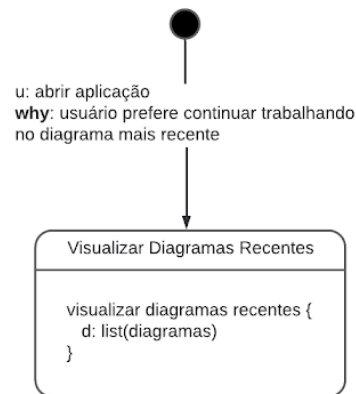 u: abrir aplicação
why: usuário prefere continuar trabalhando
no diagrama mais recente
Visualizar Diagramas Recentes
visualizar diagramas recentes {
d: list(diagramas)
}